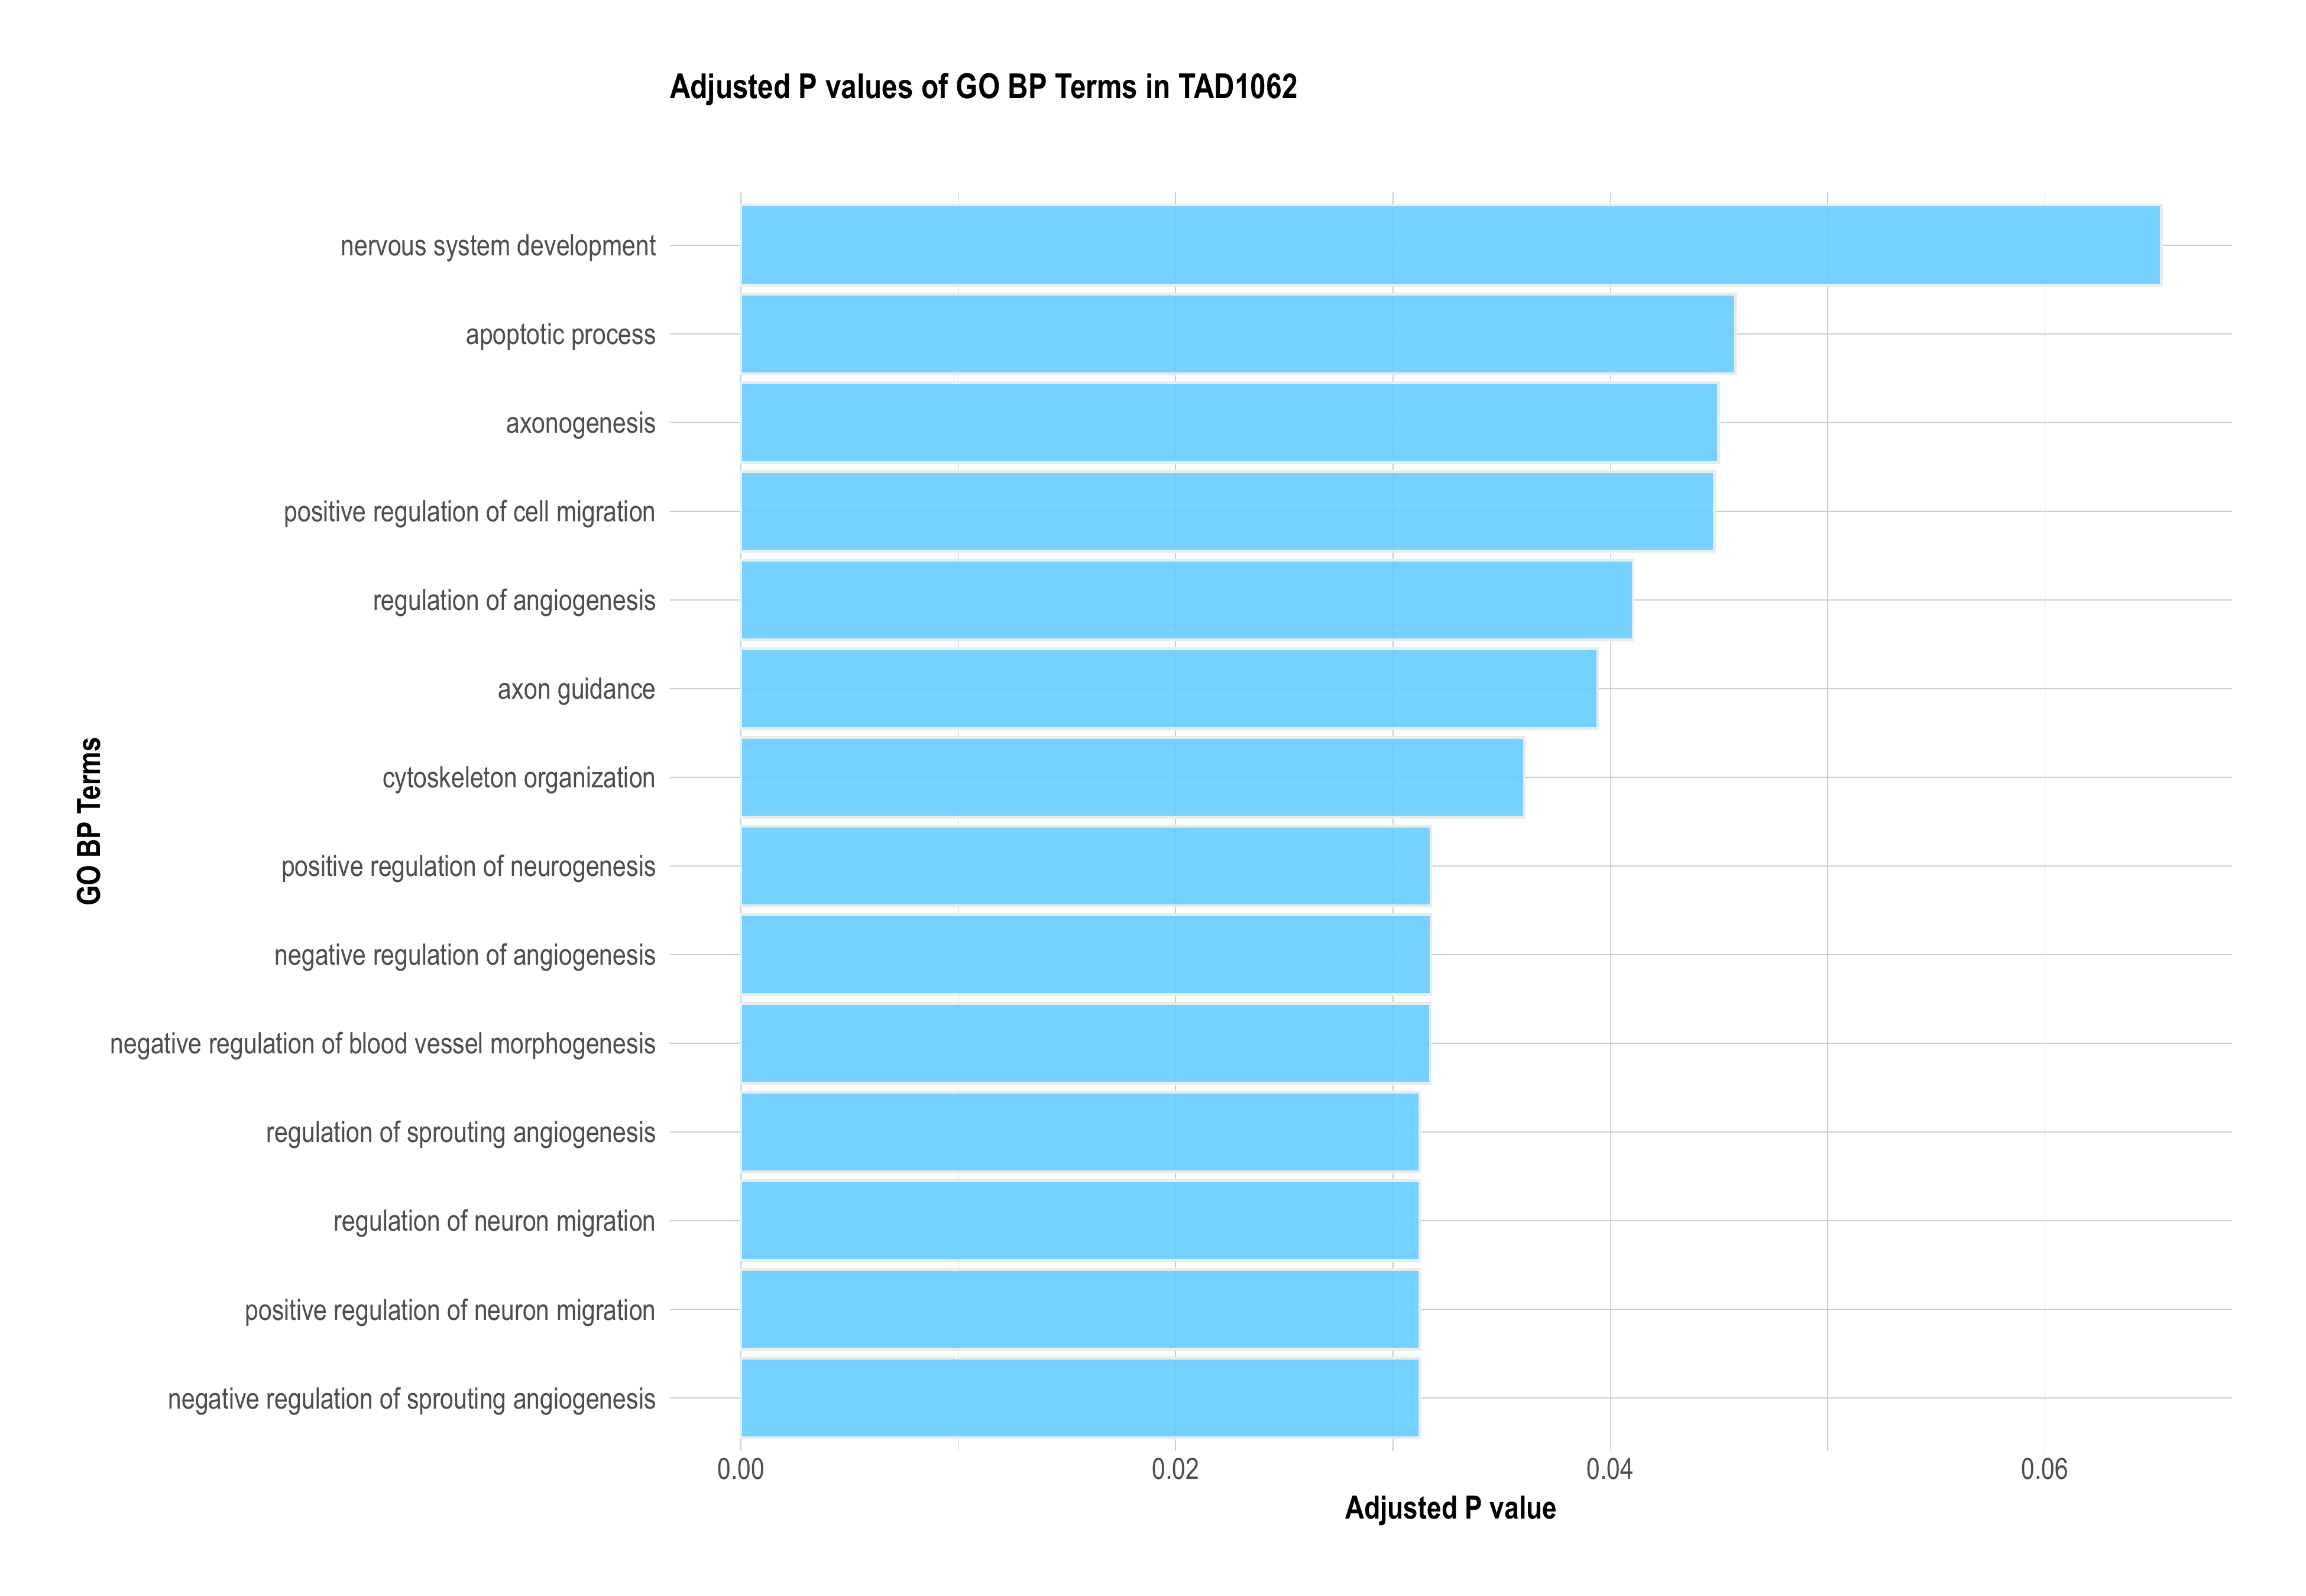 Adjusted P values of GO BP Terms in TAD1062
nervous system development
apoptotic process
axonogenesis
positive regulation of cell migration
regulation of angiogenesis
axon guidance
cytoskeleton organization
GO BP Terms
positive regulation of neurogenesis
negative regulation of angiogenesis
negative regulation of blood vessel morphogenesis
regulation of sprouting angiogenesis
regulation of neuron migration
positive regulation of neuron migration
negative regulation of sprouting angiogenesis
0.00 0.02 0.04 0.06
Adjusted P value